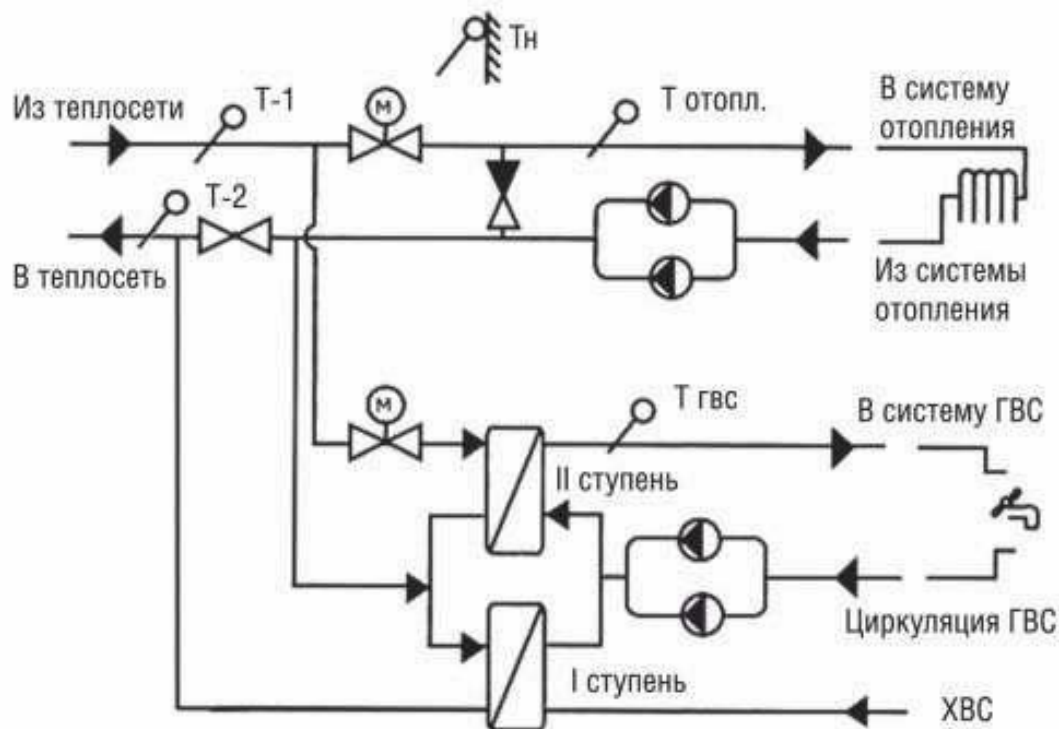 Тн
Из теплосети
Т-1
М
Т отопл.
В систему
отопления
Т-2
В теплосеть
Из системы
отопления
М
Т гвс
В систему ГВС
II ступень
Циркуляция ГВС
I ступень
ХВС